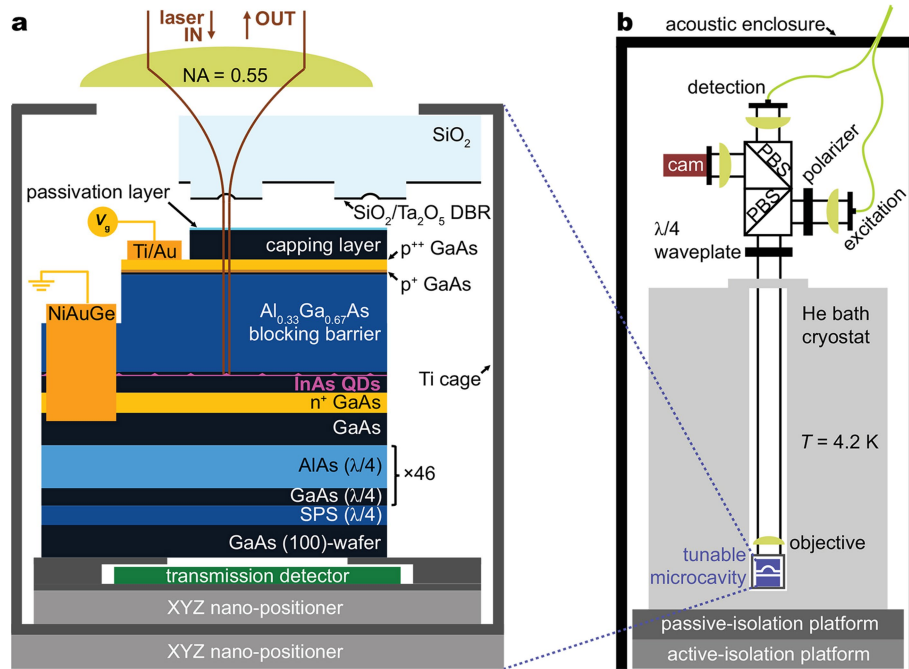 a
laser
IN
OUT
NA = 0.55
SiO₂
passivation layer
SiO₂/Ta₂O₅ DBR
Vg
capping layer
Ti/Au
p⁺⁺ GaAs
p⁺ GaAs
NiAuGe
Al₀.₃₃Ga₀.₆₇As
blocking barrier
Ti cage
InAs QDs
n⁺ GaAs
GaAs
AlAs (λ/4)
×46
GaAs (λ/4)
SPS (λ/4)
GaAs (100)-wafer
transmission detector
XYZ nano-positioner
XYZ nano-positioner
b
acoustic enclosure
detection
cam
PBS
PBS
polarizer
excitation
λ/4
waveplate
He bath
cryostat
T = 4.2 K
objective
tunable
microcavity
passive-isolation platform
active-isolation platform